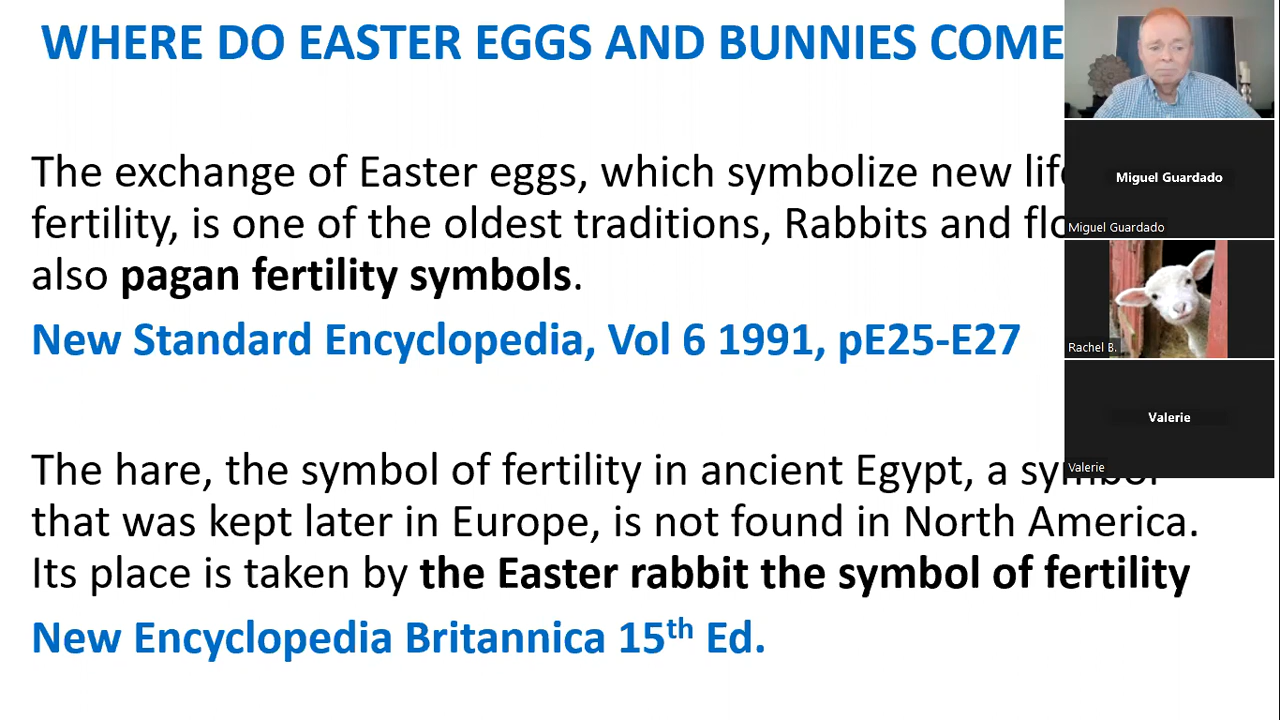 WHERE DO EASTER EGGS AND BUNNIES COME
The exchange of Easter eggs, which symbolize new
fertility, is one of the oldest traditions, Rabbits and
also pagan fertility symbols.
New Standard Encyclopedia, Vol 6 1991, pE25-E27
The hare, the symbol of fertility in ancient Egypt, a
that was kept later in Europe, is not found in North America.
Its place is taken by the Easter rabbit the symbol of fertility
New Encyclopedia Britannica 15th Ed.
Miguel Guardado
Miguel Guardado
Rachel B.
Valerie
Valerie